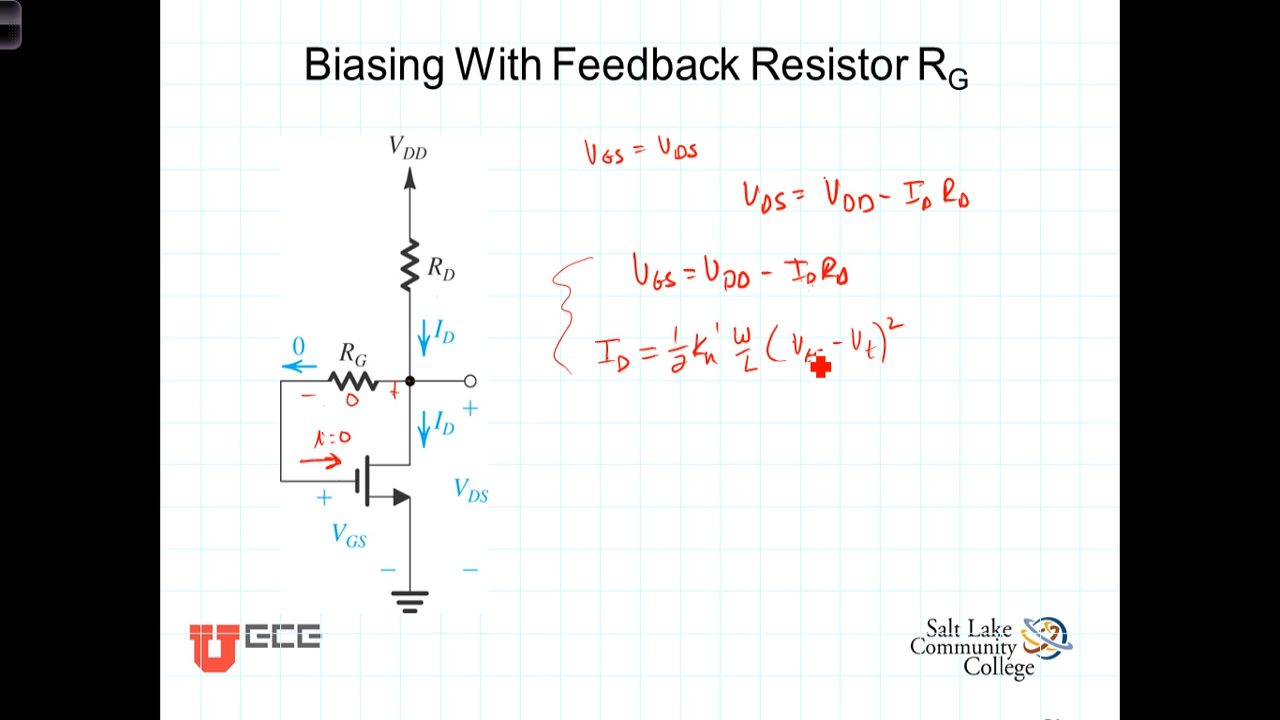 Biasing With Feedback Resistor R_G
V_DD
V_GS = V_DS
V_DS = V_DD - I_D R_D
R_D
V_GS = V_DD - I_D R_D
I_D
I_D = 1/2 k_n' W/L ( V - V_t)^2
0
R_G
- 0 +
+
I_D
i=0
+
V_DS
V_GS
- -
U ECE
Salt Lake
Community
College